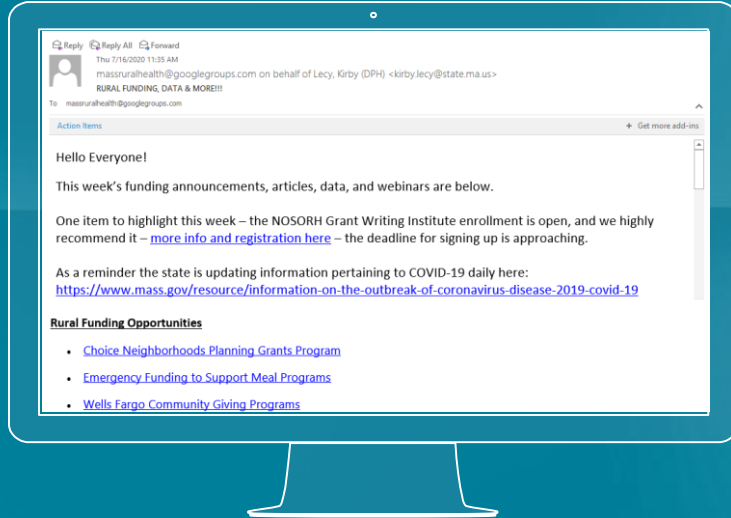 Reply Reply All Forward
Thu 7/16/2020 11:35 AM
massruralhealth@googlegroups.com on behalf of Lecy, Kirby (DPH) <kirby.lecy@state.ma.us>
RURAL FUNDING, DATA & MORE!!!
To massruralhealth@googlegroups.com
Action Items + Get more add-ins
Hello Everyone!
This week's funding announcements, articles, data, and webinars are below.
One item to highlight this week – the NOSORH Grant Writing Institute enrollment is open, and we highly
recommend it – more info and registration here – the deadline for signing up is approaching.
As a reminder the state is updating information pertaining to COVID-19 daily here:
https://www.mass.gov/resource/information-on-the-outbreak-of-coronavirus-disease-2019-covid-19
Rural Funding Opportunities
• Choice Neighborhoods Planning Grants Program
• Emergency Funding to Support Meal Programs
• Wells Fargo Community Giving Programs